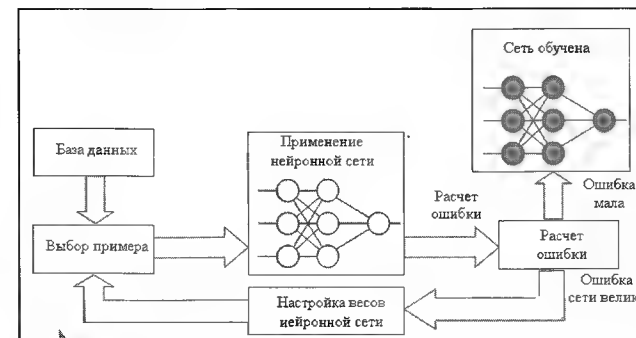 Сеть обучена
Применение
нейронной сети
База данных
Расчет
ошибки
Ошибка
мала
Выбор примера
Расчет
ошибки
Ошибка
сети велик
Настройка весов
иейронной сети